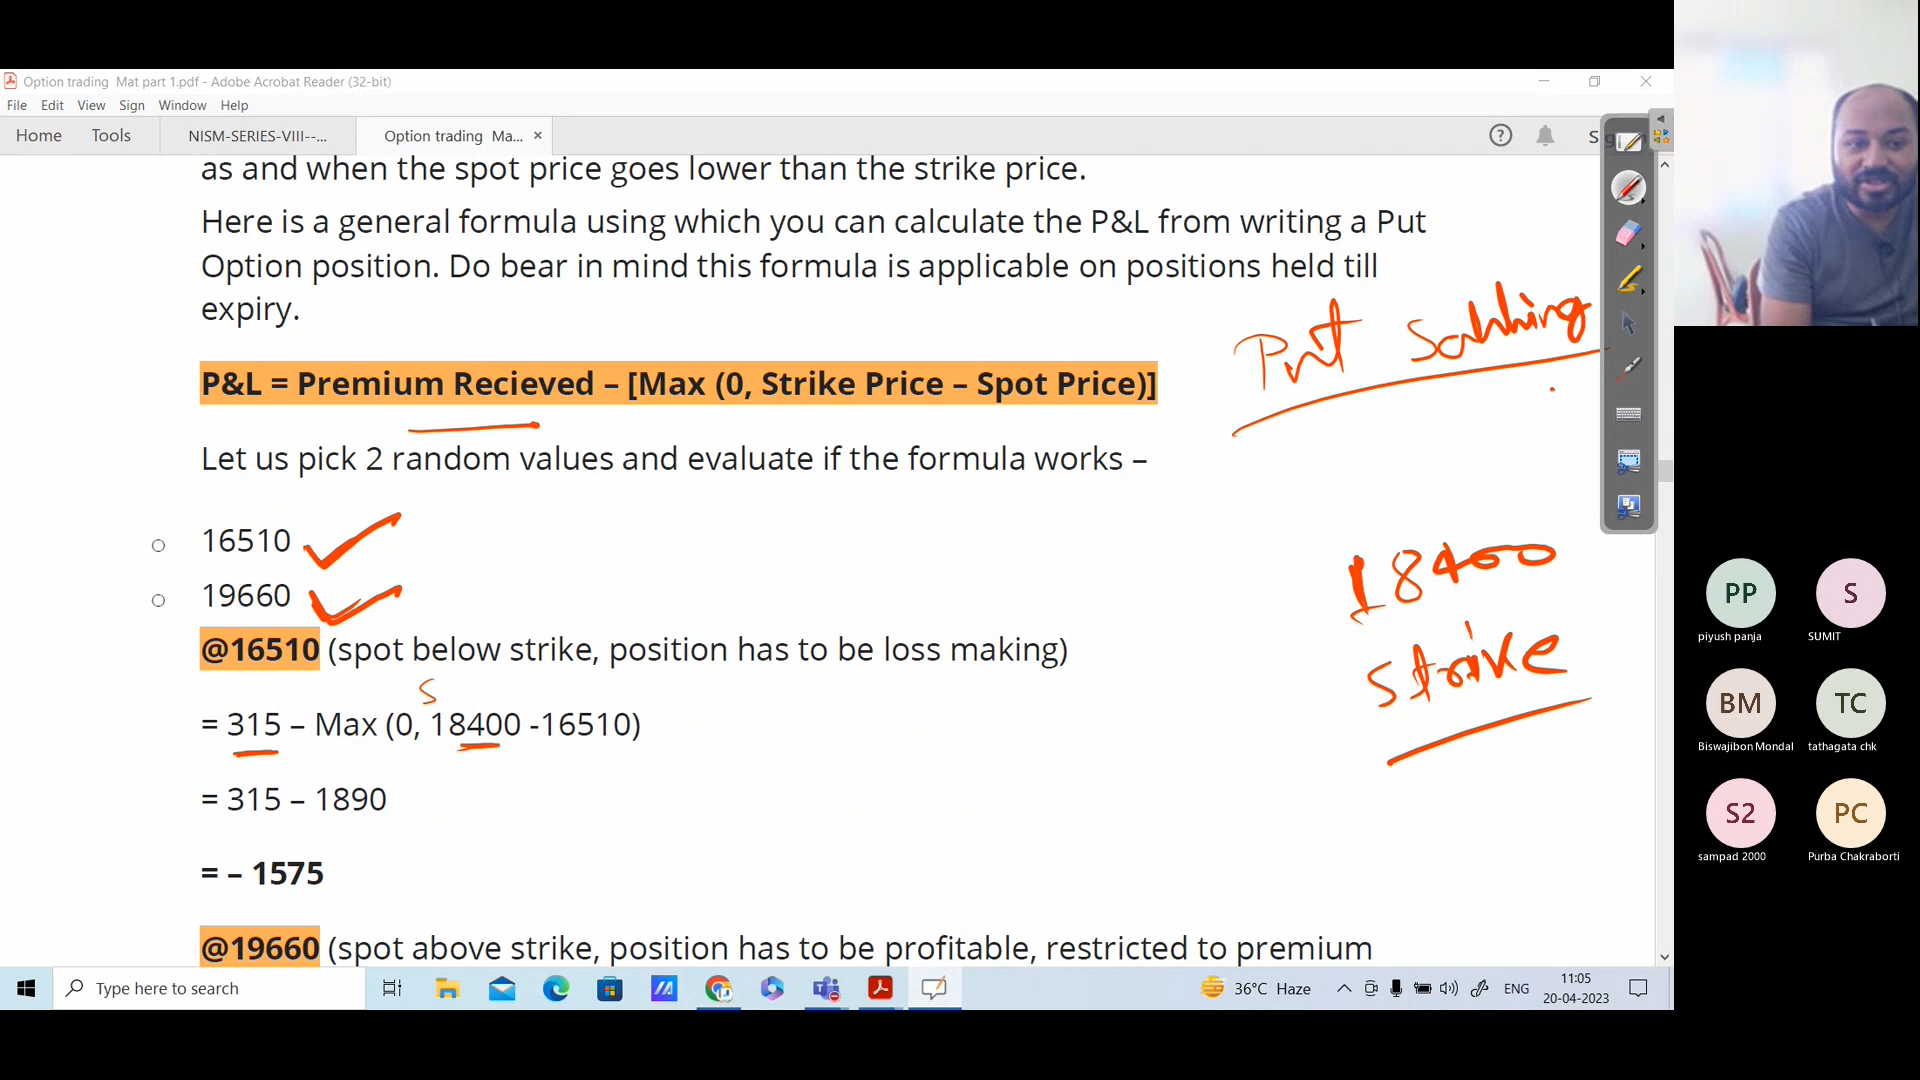 Option trading Mat part 1.pdf - Adobe Acrobat Reader (32-bit)
File Edit View Sign Window Help
Home Tools NISM-SERIES-VIII--... Option trading Ma... ×
as and when the spot price goes lower than the strike price.
Here is a general formula using which you can calculate the P&L from writing a Put
Option position. Do bear in mind this formula is applicable on positions held till
expiry.
Put
P&L = Premium Recieved – [Max (0, Strike Price – Spot Price)]
Let us pick 2 random values and evaluate if the formula works –
16510
18400
19660
strike
@16510 (spot below strike, position has to be loss making)
S
= 315 – Max (0, 18400 -16510)
= 315 – 1890
= – 1575
@19660 (spot above strike, position has to be profitable, restricted to premium
PP S
piyush panja SUMIT
BM TC
Biswajibon Mondal tathagata chk
S2 PC
sampad 2000 Purba Chakraborti
Type here to search
36°C Haze ENG 11:05
20-04-2023